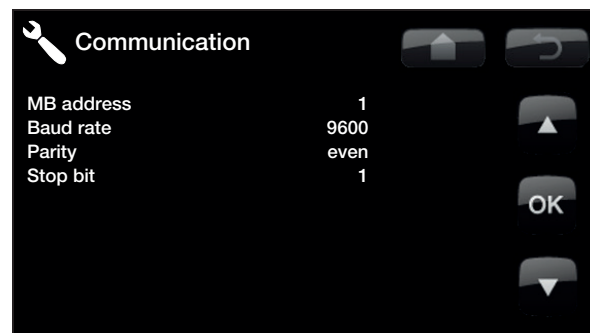 Communication
MB address 1
Baud rate 9600
Parity even
Stop bit 1
OK